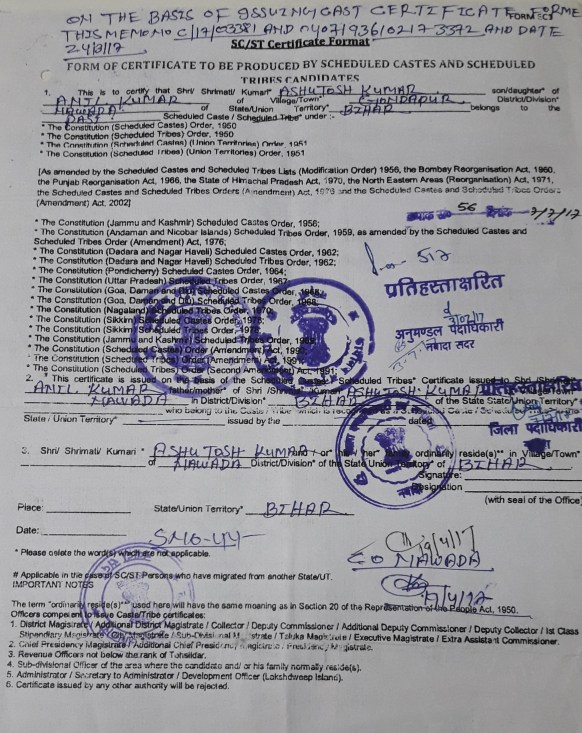 ON THE BASIS OF ISSUING CAST CERTIFICATE FORME
FORM
THIS MEMO NO C/17/03381 AND 04071936/0217 3372 AND DATE
24/3/17
SC/ST Certificate Format
FORM OF CERTIFICATE TO BE PRODUCED BY SCHEDULED CASTES AND SCHEDULED
TRIBES CANDIDATES
1. This is to certify that Shri/ Shrimati/ Kumari* ASHUTOSH KUMAR son/daughter* of
ANIL KUMAR of Village/Town* District/Division*
NAWADA of State/Union Territory* BIHAR belongs to the
Scheduled Caste / Scheduled Tribe* under :-
* The Constitution (Scheduled Castes) Order, 1950
* The Constitution (Scheduled Tribes) Order, 1950
* The Constitution (Scheduled Castes) (Union Territories) Order, 1951
* The Constitution (Scheduled Tribes) (Union Territories) Order, 1951
[As amended by the Scheduled Castes and Scheduled Tribes Lists (Modification Order) 1956, the Bombay Reorganisation Act, 1960,
the Punjab Reorganisation Act, 1966, the State of Himachal Pradesh Act, 1970, the North Eastern Areas (Reorganisation) Act, 1971,
the Scheduled Castes and Scheduled Tribes Orders (Amendment) Act, 1976 and the Scheduled Castes and Scheduled Tribes Orders
(Amendment) Act, 2002]
56
* The Constitution (Jammu and Kashmir) Scheduled Castes Order, 1956;
* The Constitution (Andaman and Nicobar Islands) Scheduled Tribes Order, 1959, as amended by the Scheduled Castes and
Scheduled Tribes Order (Amendment) Act, 1976;
* The Constitution (Dadara and Nagar Haveli) Scheduled Castes Order, 1962;
* The Constitution (Dadara and Nagar Haveli) Scheduled Tribes Order, 1962;
* The Constitution (Pondicherry) Scheduled Castes Order, 1964;
* The Constitution (Uttar Pradesh) Scheduled Tribes Order, 1967;
* The Constitution (Goa, Daman and Diu) Scheduled Castes Order, 1968;
* The Constitution (Goa, Daman and Diu) Scheduled Tribes Order, 1968;
* The Constitution (Nagaland) Scheduled Tribes Order, 1970;
* The Constitution (Sikkim) Scheduled Castes Order, 1978;
* The Constitution (Sikkim) Scheduled Tribes Order, 1978;
* The Constitution (Jammu and Kashmir) Scheduled Tribes Order, 1989;
* The Constitution (Scheduled Castes) Order (Amendment) Act, 1990;
* The Constitution (Scheduled Tribes) Order (Amendment) Act, 1991;
* The Constitution (Scheduled Tribes) Order (Second Amendment) Act, 1991;
प्रतिहस्ताक्षरित
अनुमण्डल पदाधिकारी
नवादा सदर
2. * This certificate is issued on the basis of the Scheduled Castes/ Scheduled Tribes* Certificate issued to Shri /Shrimati*
ANIL KUMAR father/mother* of Shri /Shrimati/ Kumari ASHUTOSH KUMAR
NAWADA in District/Division* BIHAR of the State State/Union Territory*
who belong to the Caste / Tribe* which is recognised as a Scheduled Caste / Scheduled
State / Union Territory* issued by the dated
जिला पदाधिकारी
3. Shri/ Shrimati/ Kumari * ASHUTOSH KUMAR and / or his / her family ordinarily reside(s)** in Village/Town*
of NAWADA District/Division* of the State Union Territory* of BIHAR
Signature:
Designation
(with seal of the Office)
Place: State/Union Territory* BIHAR
Date:
* Please delete the word(s) which are not applicable.
CO NAWADA
# Applicable in the case of SC/ST Persons who have migrated from another State/UT.
IMPORTANT NOTES
The term "ordinarily reside(s)** used here will have the same meaning as in Section 20 of the Representation of the People Act, 1950.
Officers competent to issue Caste/Tribe certificates:
1. District Magistrate / Additional District Magistrate / Collector / Deputy Commissioner / Additional Deputy Commissioner / Deputy Collector / Ist Class
Stipendiary Magistrate / City Magistrate / Sub-Divisional Magistrate / Taluka Magistrate / Executive Magistrate / Extra Assistant Commissioner.
2. Chief Presidency Magistrate / Additional Chief Presidency Magistrate / Presidency Magistrate.
3. Revenue Officers not below the rank of Tahsildar.
4. Sub-divisional Officer of the area where the candidate and/ or his family normally reside(s).
5. Administrator / Secretary to Administrator / Development Officer (Lakshdweep Island).
6. Certificate issued by any other authority will be rejected.